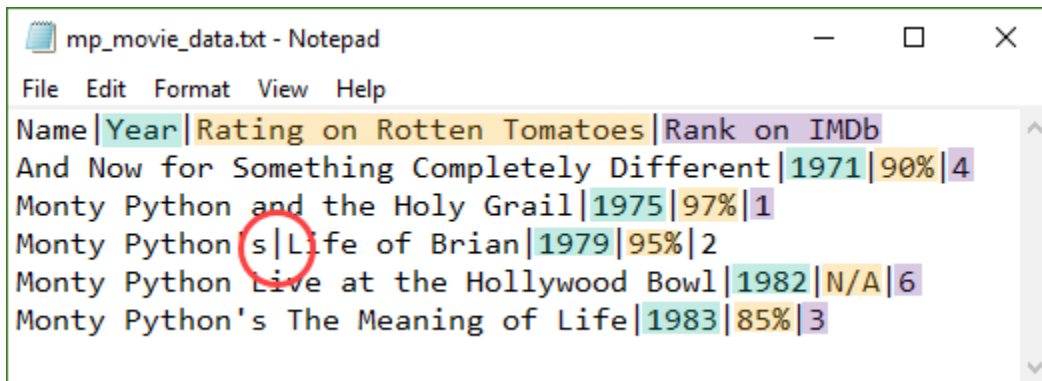 mp_movie_data.txt - Notepad
File Edit Format View Help
Name|Year|Rating on Rotten Tomatoes|Rank on IMDb
And Now for Something Completely Different|1971|90%|4
Monty Python and the Holy Grail|1975|97%|1
Monty Python's|Life of Brian|1979|95%|2
Monty Python Live at the Hollywood Bowl|1982|N/A|6
Monty Python's The Meaning of Life|1983|85%|3